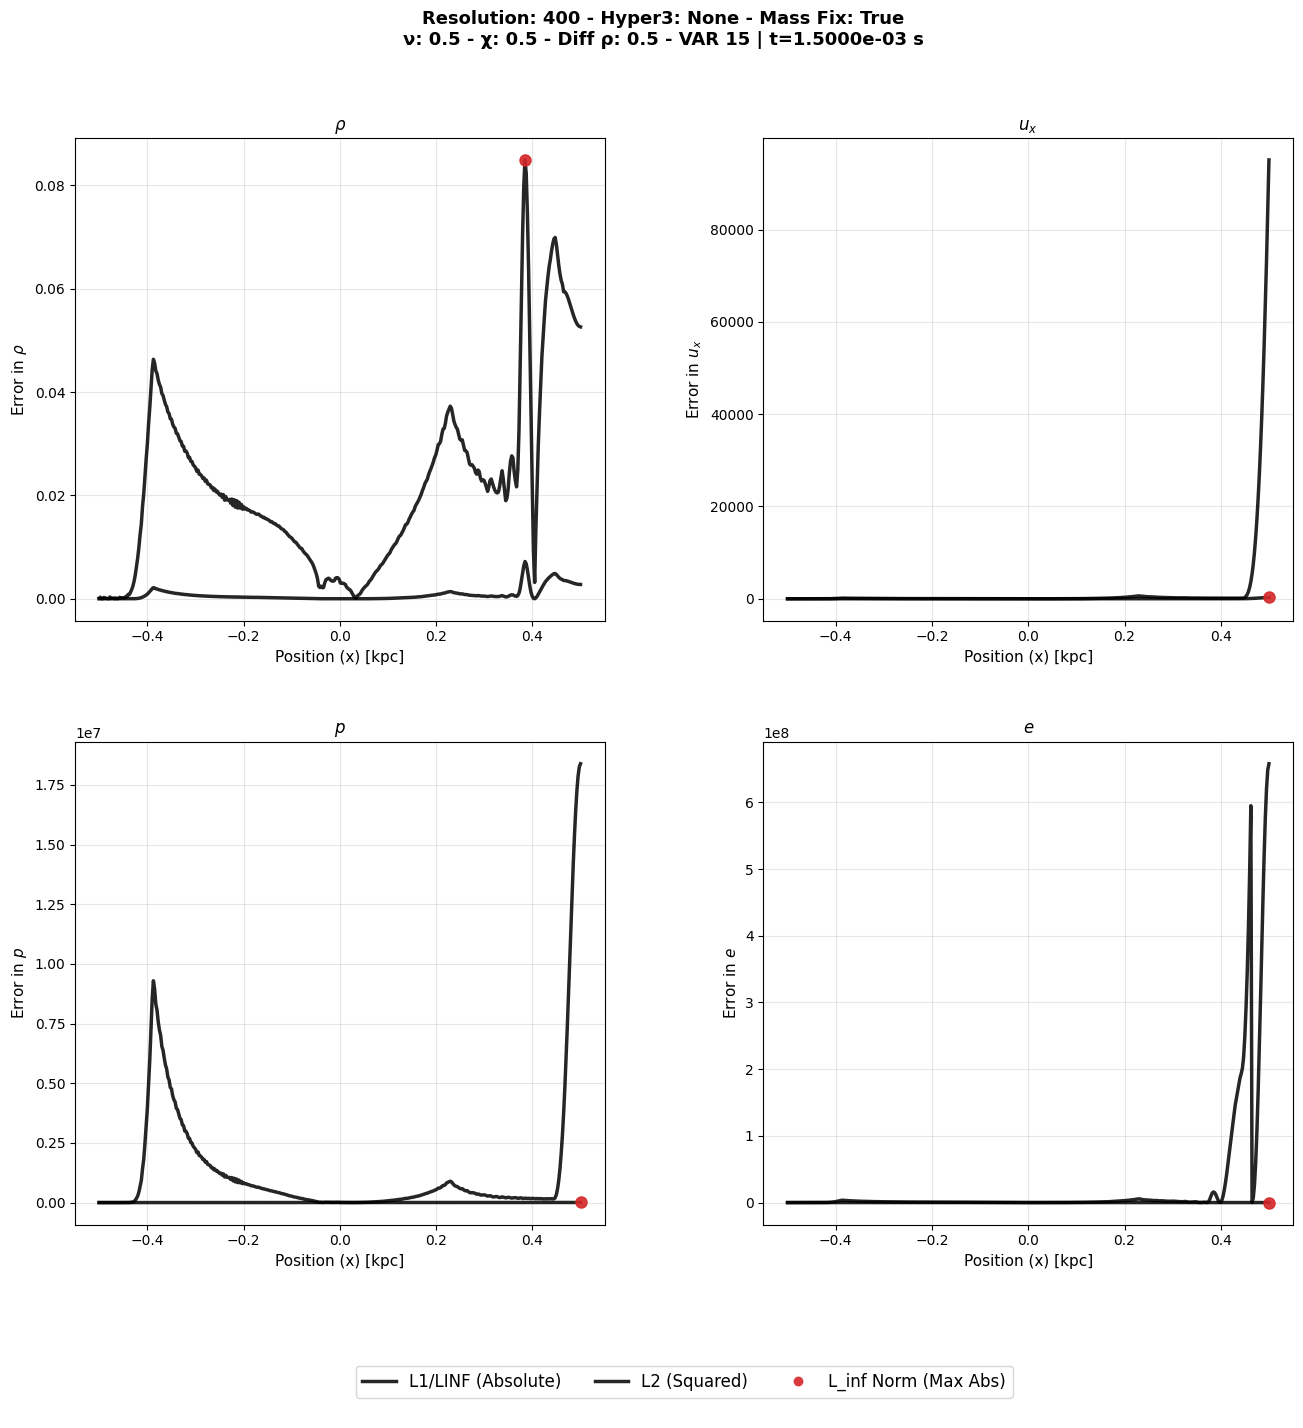 Resolution: 400 - Hyper3: None - Mass Fix: True
ν: 0.5 - χ: 0.5 - Diff ρ: 0.5 - VAR 15 | t=1.5000e-03 s
ρ
Error in ρ
0.08
0.06
0.04
0.02
0.00
−0.4 −0.2 0.0 0.2 0.4
Position (x) [kpc]
u_x
Error in u_x
80000
60000
40000
20000
0
−0.4 −0.2 0.0 0.2 0.4
Position (x) [kpc]
p
1e7
Error in p
1.75
1.50
1.25
1.00
0.75
0.50
0.25
0.00
−0.4 −0.2 0.0 0.2 0.4
Position (x) [kpc]
e
1e8
Error in e
6
5
4
3
2
1
0
−0.4 −0.2 0.0 0.2 0.4
Position (x) [kpc]
L1/LINF (Absolute) L2 (Squared) L_inf Norm (Max Abs)